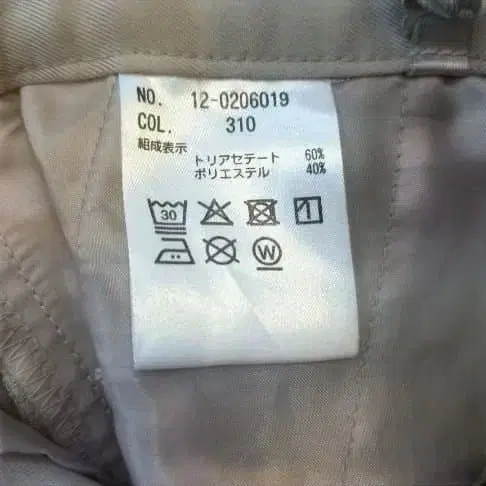 NO. 12-0206019
COL. 310
組成表示
トリアセテート 60%
ポリエステル 40%
30
W